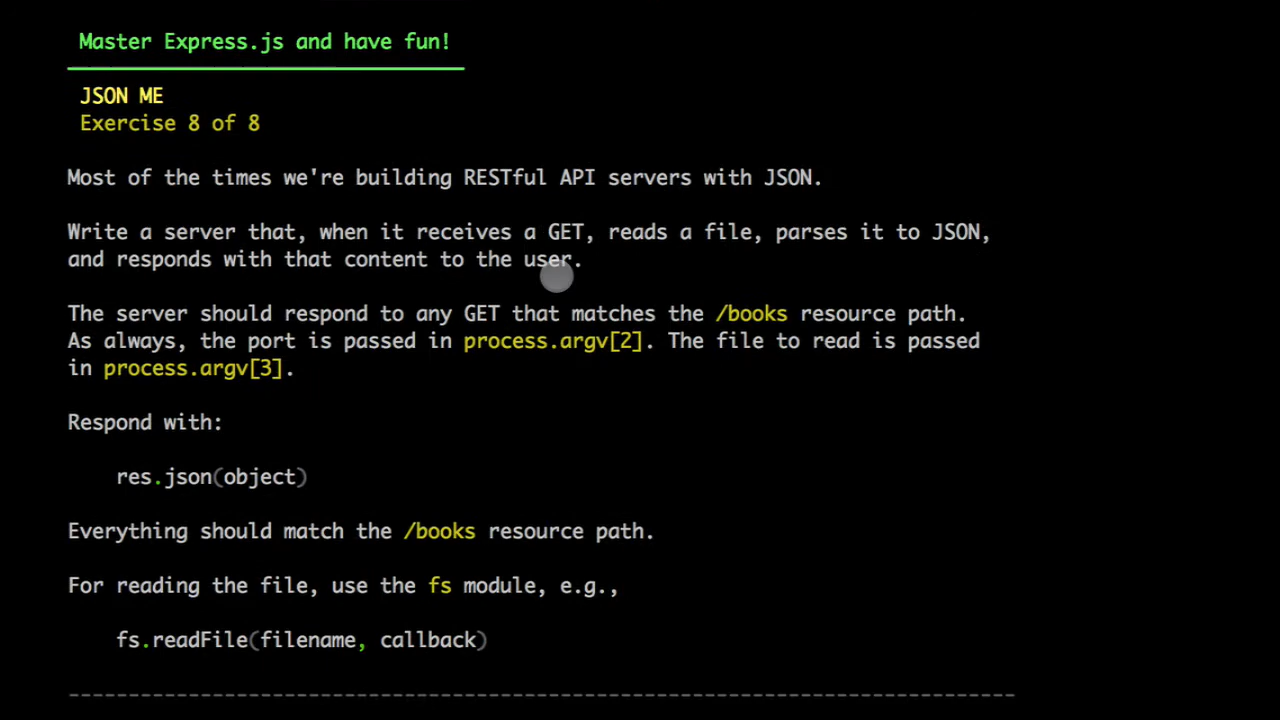 Master Express.js and have fun!
JSON ME
Exercise 8 of 8
Most of the times we're building RESTful API servers with JSON.
Write a server that, when it receives a GET, reads a file, parses it to JSON,
and responds with that content to the user.
The server should respond to any GET that matches the /books resource path.
As always, the port is passed in process.argv[2]. The file to read is passed
in process.argv[3].
Respond with:
res.json(object)
Everything should match the /books resource path.
For reading the file, use the fs module, e.g.,
fs.readFile(filename, callback)
-------------------------------------------------------------------------------